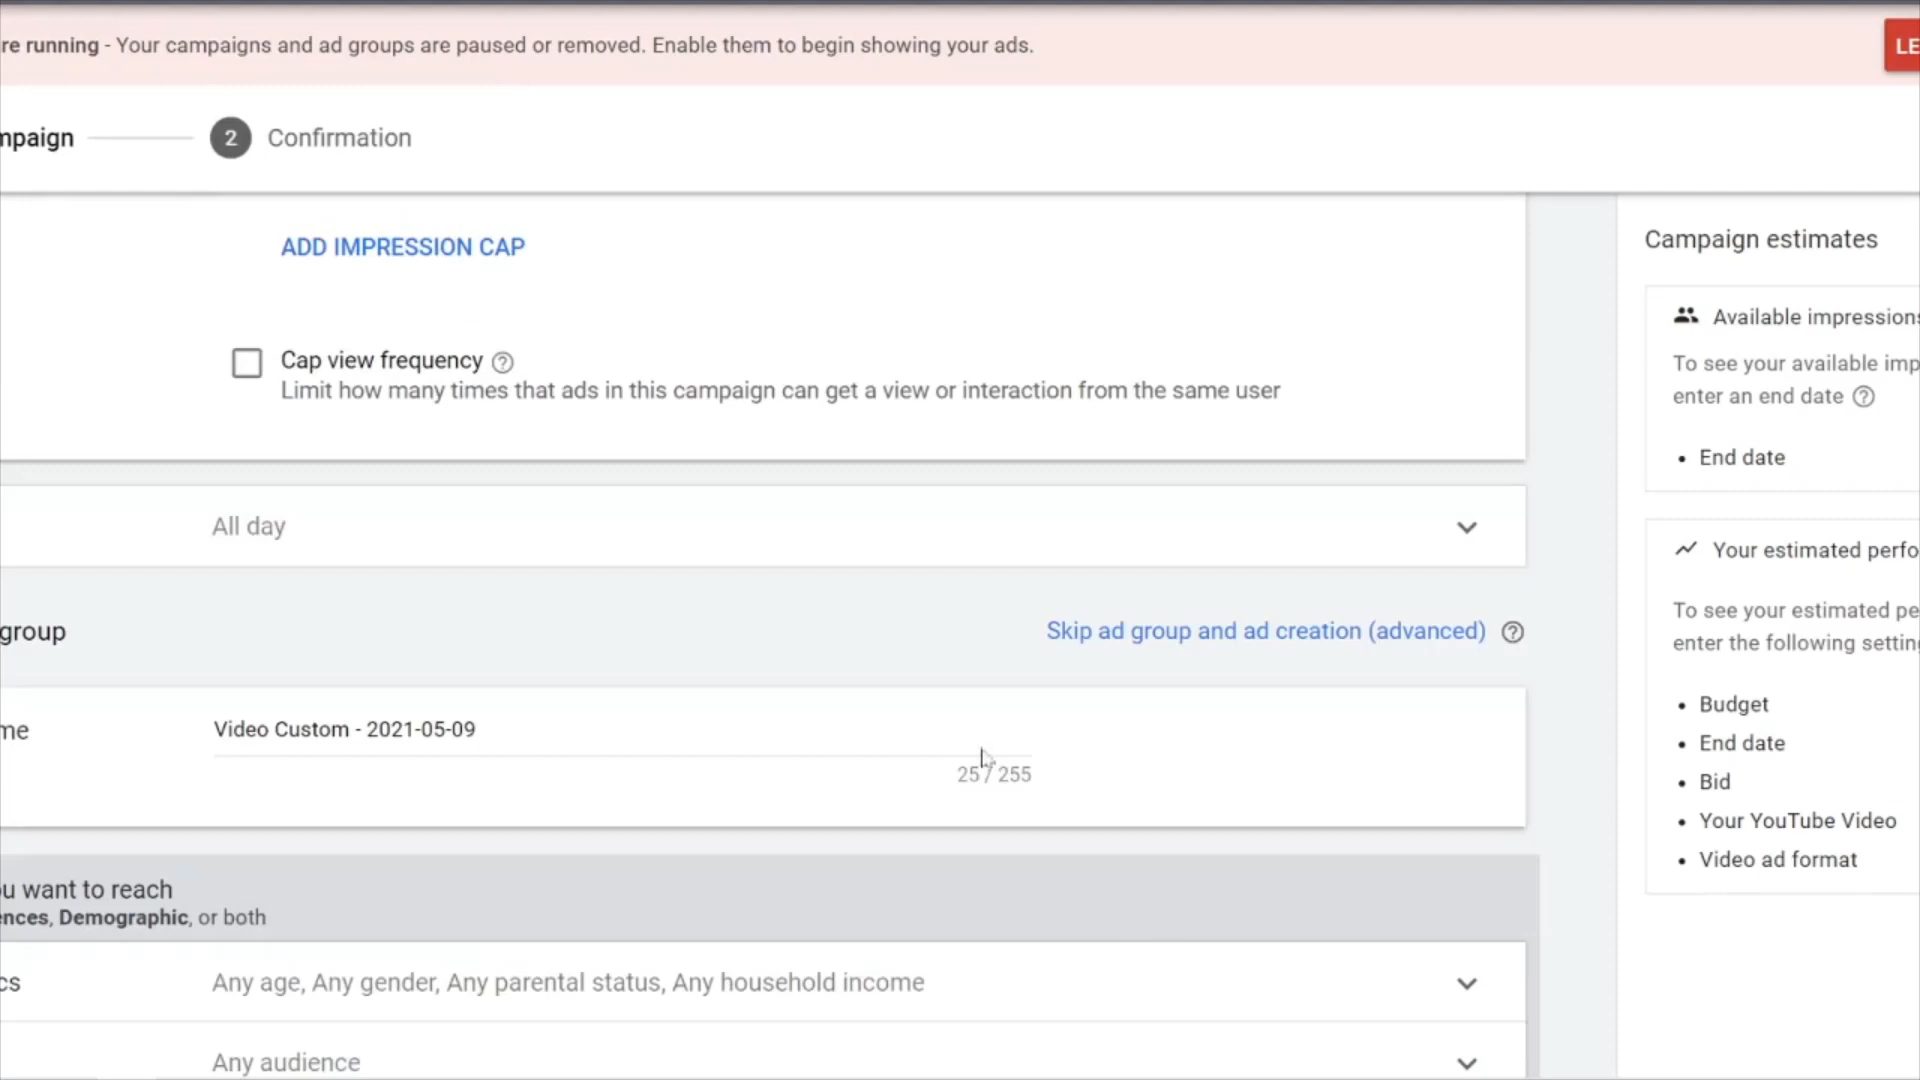 re running - Your campaigns and ad groups are paused or removed. Enable them to begin showing your ads.
LE
mpaign
2 Confirmation
ADD IMPRESSION CAP
Cap view frequency ?
Limit how many times that ads in this campaign can get a view or interaction from the same user
All day
group
Skip ad group and ad creation (advanced) ?
me
Video Custom - 2021-05-09
25 / 255
u want to reach
ences, Demographic, or both
cs
Any age, Any gender, Any parental status, Any household income
Any audience
Campaign estimates
Available impressions
To see your available imp
enter an end date ?
• End date
Your estimated perfo
To see your estimated pe
enter the following setting
• Budget
• End date
• Bid
• Your YouTube Video
• Video ad format